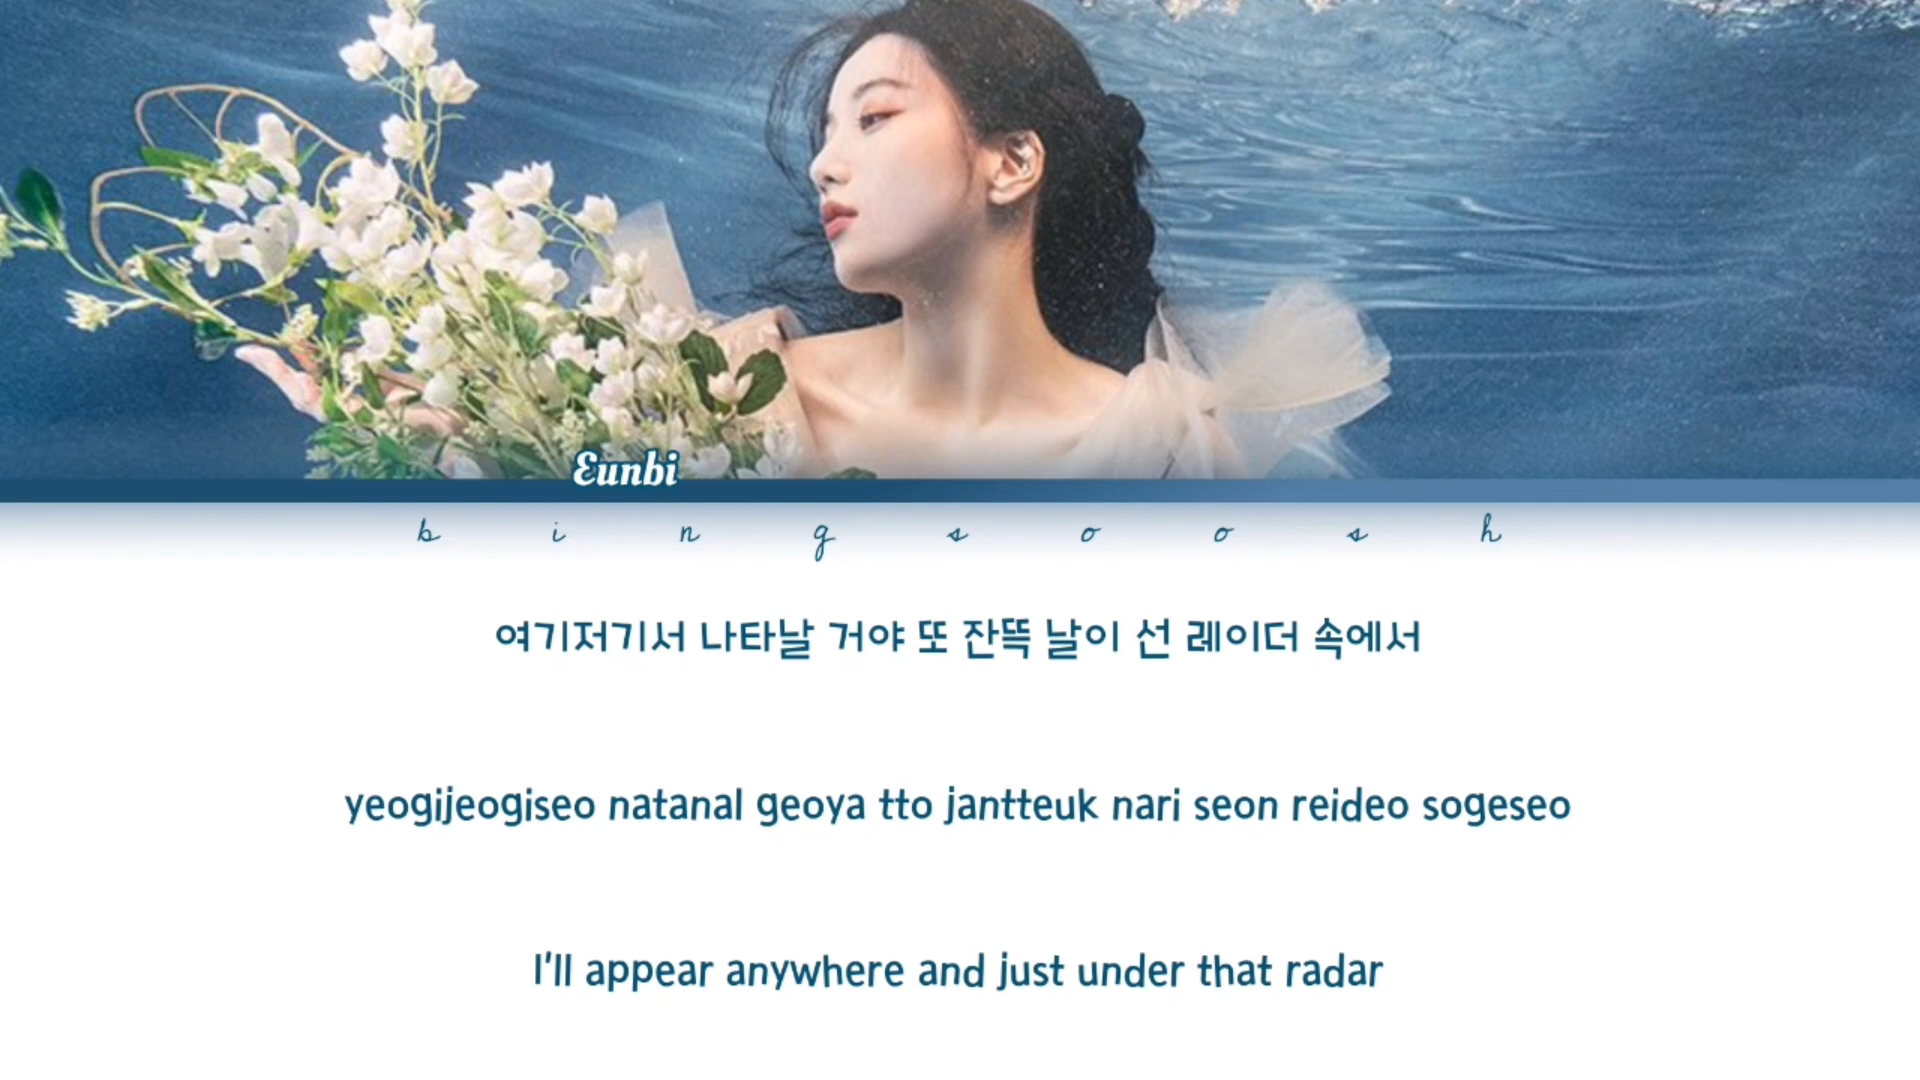 Eunbi
b i n g s o o s h
여기저기서 나타날 거야 또 잔뜩 날이 선 레이더 속에서
yeogijeogiseo natanal geoya tto jantteuk nari seon reideo sogeseo
I'll appear anywhere and just under that radar